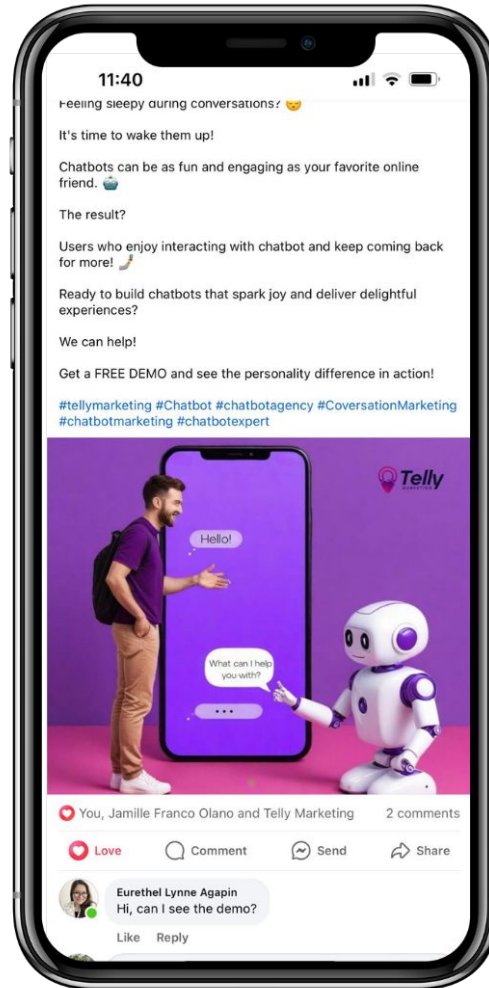 11:40
Feeling sleepy during conversations? 😴
It's time to wake them up!
Chatbots can be as fun and engaging as your favorite online
friend. 🤖
The result?
Users who enjoy interacting with chatbot and keep coming back
for more! 🤳
Ready to build chatbots that spark joy and deliver delightful
experiences?
We can help!
Get a FREE DEMO and see the personality difference in action!
#tellymarketing #Chatbot #chatbotagency #CoversationMarketing
#chatbotmarketing #chatbotexpert
Telly
MARKETING
Hello!
What can I help
you with?
You, Jamille Franco Olano and Telly Marketing 2 comments
Love Comment Send Share
Eurethel Lynne Agapin
Hi, can I see the demo?
Like Reply